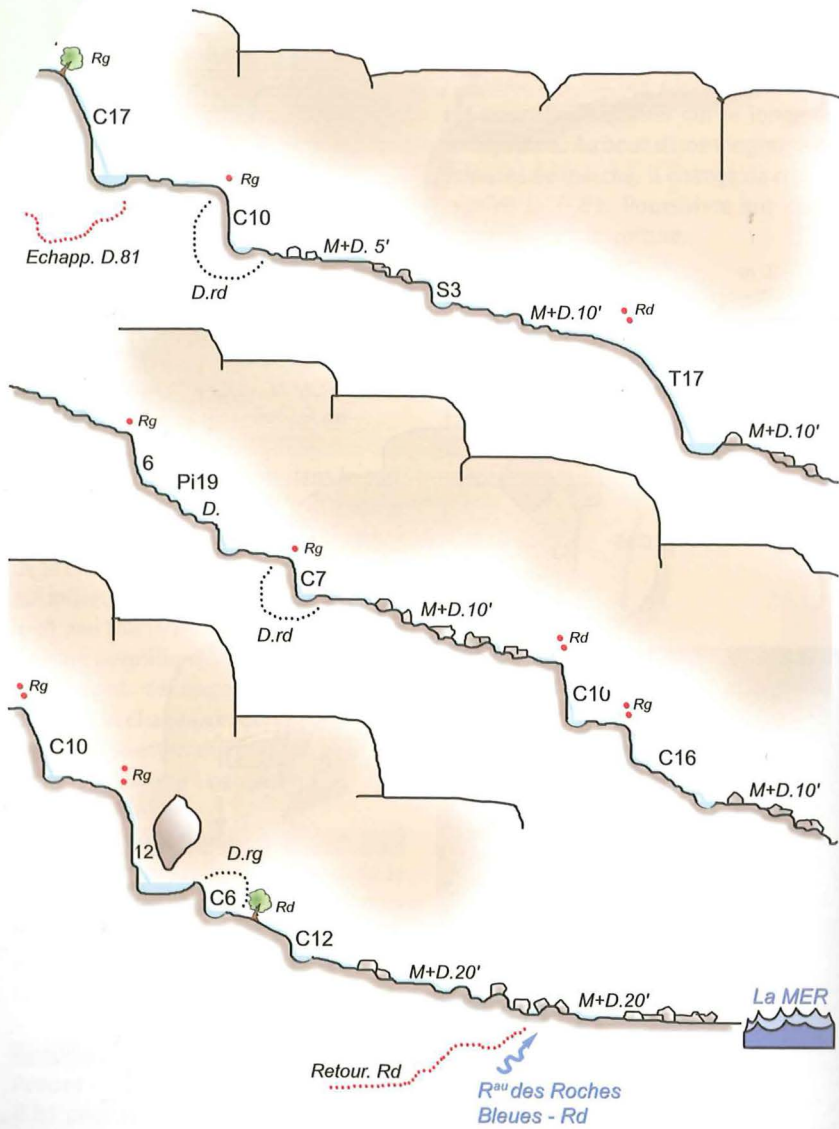 Rg
C17
Rg
C10
Echapp. D.81
D.rd
M+D. 5'
S3
M+D.10'
Rd
T17
M+D.10'
Rg
6
Pi19
D.
Rg
C7
D.rd
M+D.10'
Rd
C10
Rg
C16
M+D.10'
Rg
C10
Rg
12
D.rg
C6
Rd
C12
M+D.20'
M+D.20'
La MER
Retour. Rd
Rau des Roches
Bleues - Rd